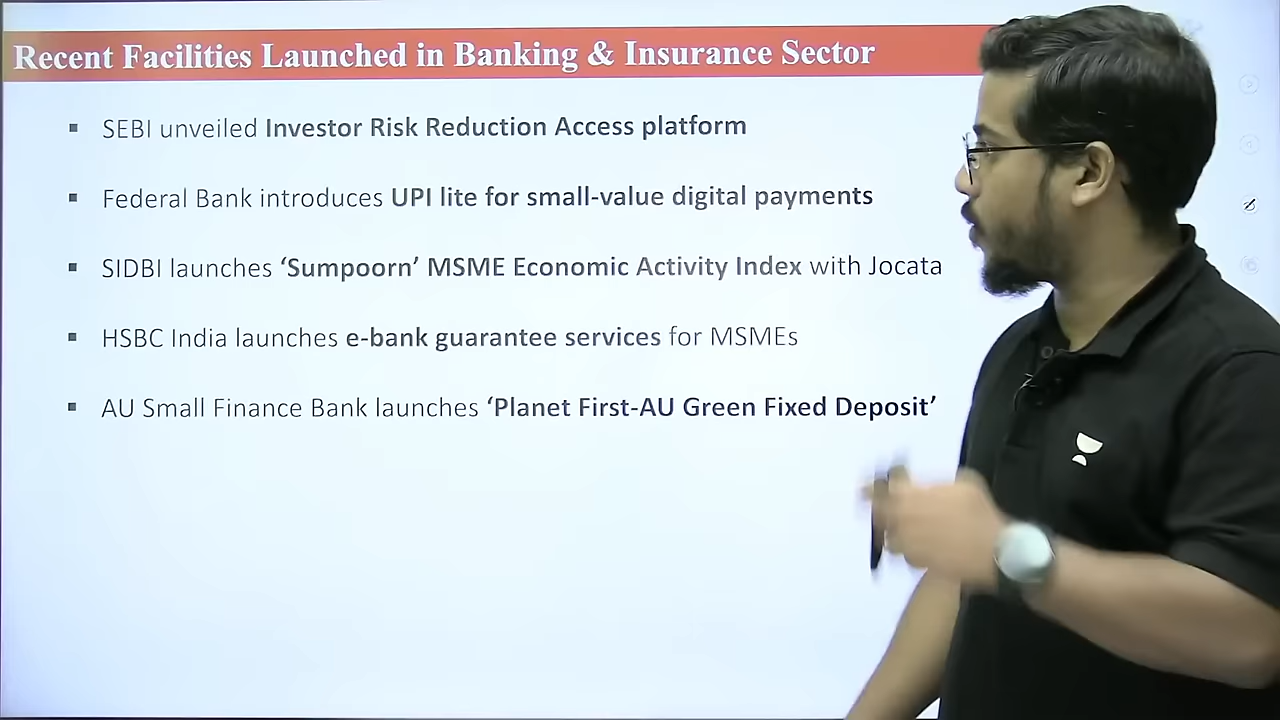 Recent Facilities Launched in Banking & Insurance Sector
▪ SEBI unveiled Investor Risk Reduction Access platform
▪ Federal Bank introduces UPI lite for small-value digital payments
▪ SIDBI launches ‘Sumpoorn’ MSME Economic Activity Index with Jocata
▪ HSBC India launches e-bank guarantee services for MSMEs
▪ AU Small Finance Bank launches ‘Planet First-AU Green Fixed Deposit’